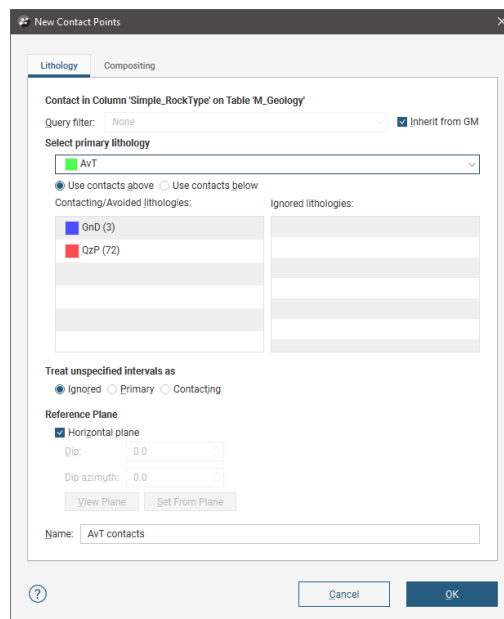 New Contact Points
Lithology Compositing
Contact in Column 'Simple_RockType' on Table 'M_Geology'
Query filter: None Inherit from GM
Select primary lithology
AvT
Use contacts above Use contacts below
Contacting/Avoided lithologies: Ignored lithologies:
GnD (3)
QzP (72)
Treat unspecified intervals as
Ignored Primary Contacting
Reference Plane
Horizontal plane
Dip: 0.0
Dip azimuth: 0.0
View Plane Set From Plane
Name: AvT contacts
? Cancel OK